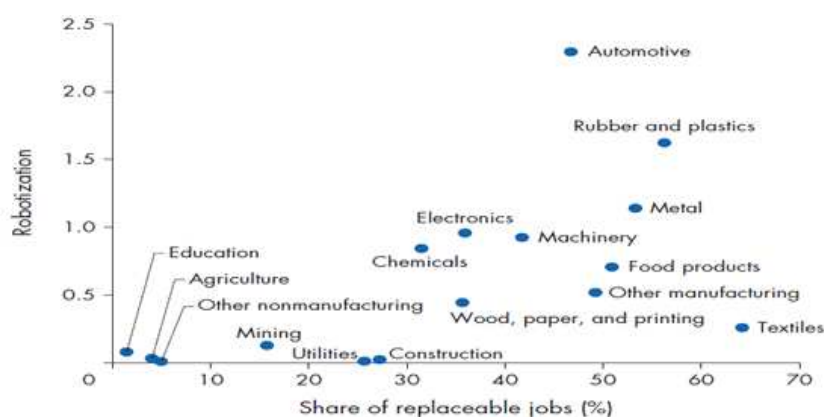 2.5
Automotive
2.0
Rubber and plastics
1.5
Metal
Electronics
1.0
Machinery
Education
Chemicals
Food products
Agriculture
0.5
Other manufacturing
Other nonmanufacturing
Wood, paper, and printing
Mining
Textiles
Utilities
Construction
0
10
20
30
40
50
60
70
Share of replaceable jobs (%)
Robotization